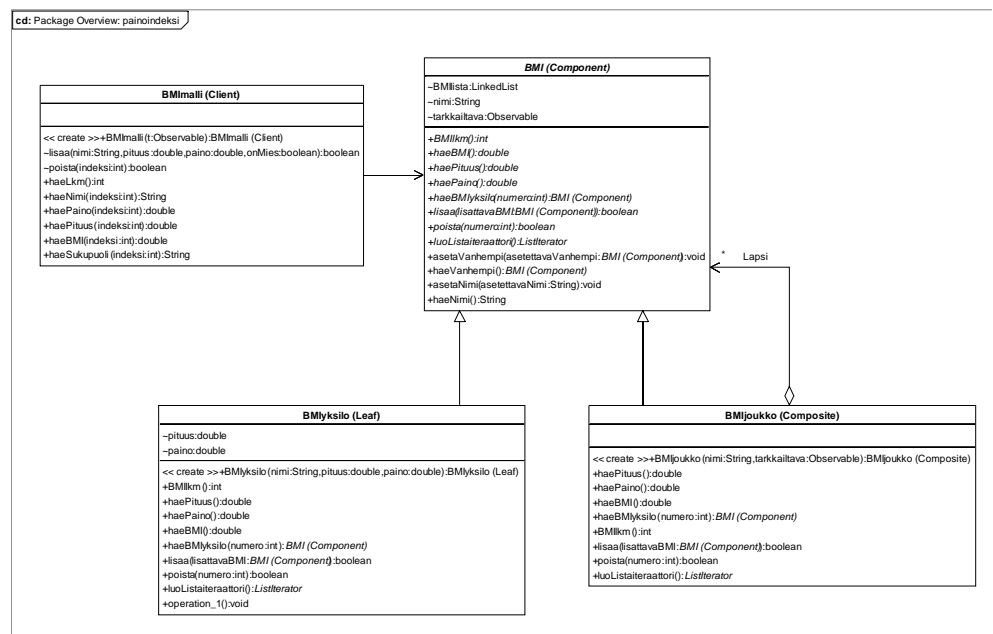 cd: Package Overview: painoindeksi
BMImalli (Client)
<< create >>+BMImalli(t:Observable):BMImalli (Client)
~lisaa(nimi:String,pituus:double,paino:double,onMies:boolean):boolean
~poista(indeksi:int):boolean
+haeLkm():int
+haeNimi(indeksi:int):String
+haePaino(indeksi:int):double
+haePituus(indeksi:int):double
+haeBMI(indeksi:int):double
+haeSukupuoli(indeksi:int):String
BMI (Component)
~BMIlista:LinkedList
~nimi:String
~tarkkailtava:Observable
+BMIlkm():int
+haeBMI():double
+haePituus():double
+haePaino():double
+haeBMIyksilo(numero:int):BMI (Component)
+lisaa(lisattavaBMI:BMI (Component)):boolean
+poista(numero:int):boolean
+luoListaiteraattori():ListIterator
+asetaVanhempi(asetettavaVanhempi:BMI (Component)):void
+haeVanhempi():BMI (Component)
+asetaNimi(asetettavaNimi:String):void
+haeNimi():String
* Lapsi
BMIyksilo (Leaf)
~pituus:double
~paino:double
<< create >>+BMIyksilo(nimi:String,pituus:double,paino:double):BMIyksilo (Leaf)
+BMIlkm():int
+haePituus():double
+haePaino():double
+haeBMI():double
+haeBMIyksilo(numero:int):BMI (Component)
+lisaa(lisattavaBMI:BMI (Component)):boolean
+poista(numero:int):boolean
+luoListaiteraattori():ListIterator
+operation_1():void
BMIjoukko (Composite)
<< create >>+BMIjoukko(nimi:String,tarkkailtava:Observable):BMIjoukko (Composite)
+haePituus():double
+haePaino():double
+haeBMI():double
+haeBMIyksilo(numero:int):BMI (Component)
+BMIlkm():int
+lisaa(lisattavaBMI:BMI (Component)):boolean
+poista(numero:int):boolean
+luoListaiteraattori():ListIterator